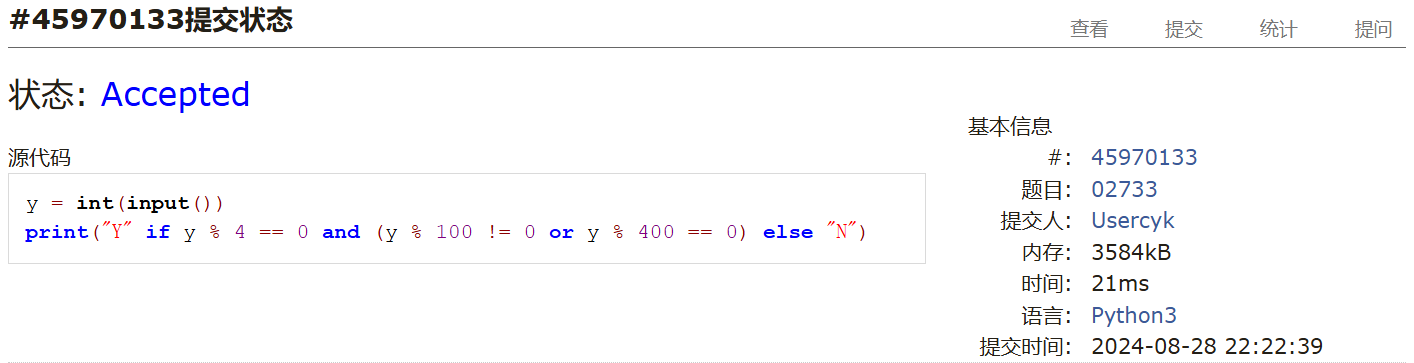 #45970133提交状态
查看 提交 统计 提问
状态: Accepted
源代码
y = int(input())
print("Y" if y % 4 == 0 and (y % 100 != 0 or y % 400 == 0) else "N")
基本信息
#: 45970133
题目: 02733
提交人: Usercyk
内存: 3584kB
时间: 21ms
语言: Python3
提交时间: 2024-08-28 22:22:39